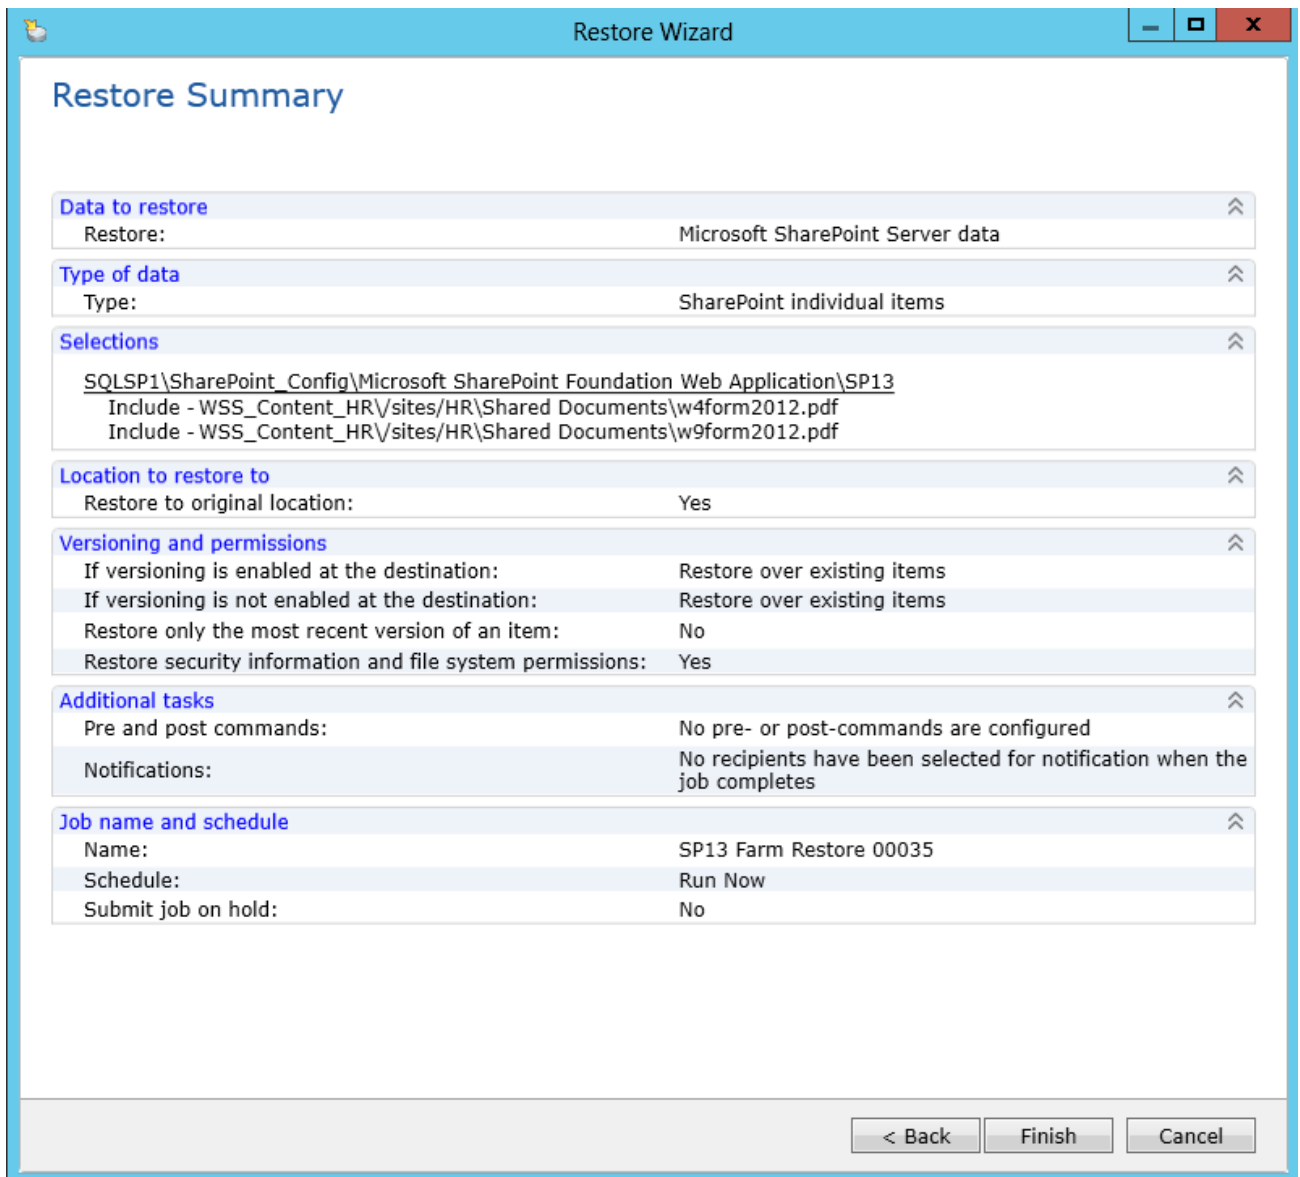 Restore Wizard
Restore Summary
Data to restore
Restore: Microsoft SharePoint Server data
Type of data
Type: SharePoint individual items
Selections
SQLSP1\SharePoint_Config\Microsoft SharePoint Foundation Web Application\SP13
Include - WSS_Content_HR\/sites/HR\Shared Documents\w4form2012.pdf
Include - WSS_Content_HR\/sites/HR\Shared Documents\w9form2012.pdf
Location to restore to
Restore to original location: Yes
Versioning and permissions
If versioning is enabled at the destination: Restore over existing items
If versioning is not enabled at the destination: Restore over existing items
Restore only the most recent version of an item: No
Restore security information and file system permissions: Yes
Additional tasks
Pre and post commands: No pre- or post-commands are configured
Notifications: No recipients have been selected for notification when the
job completes
Job name and schedule
Name: SP13 Farm Restore 00035
Schedule: Run Now
Submit job on hold: No
< Back Finish Cancel